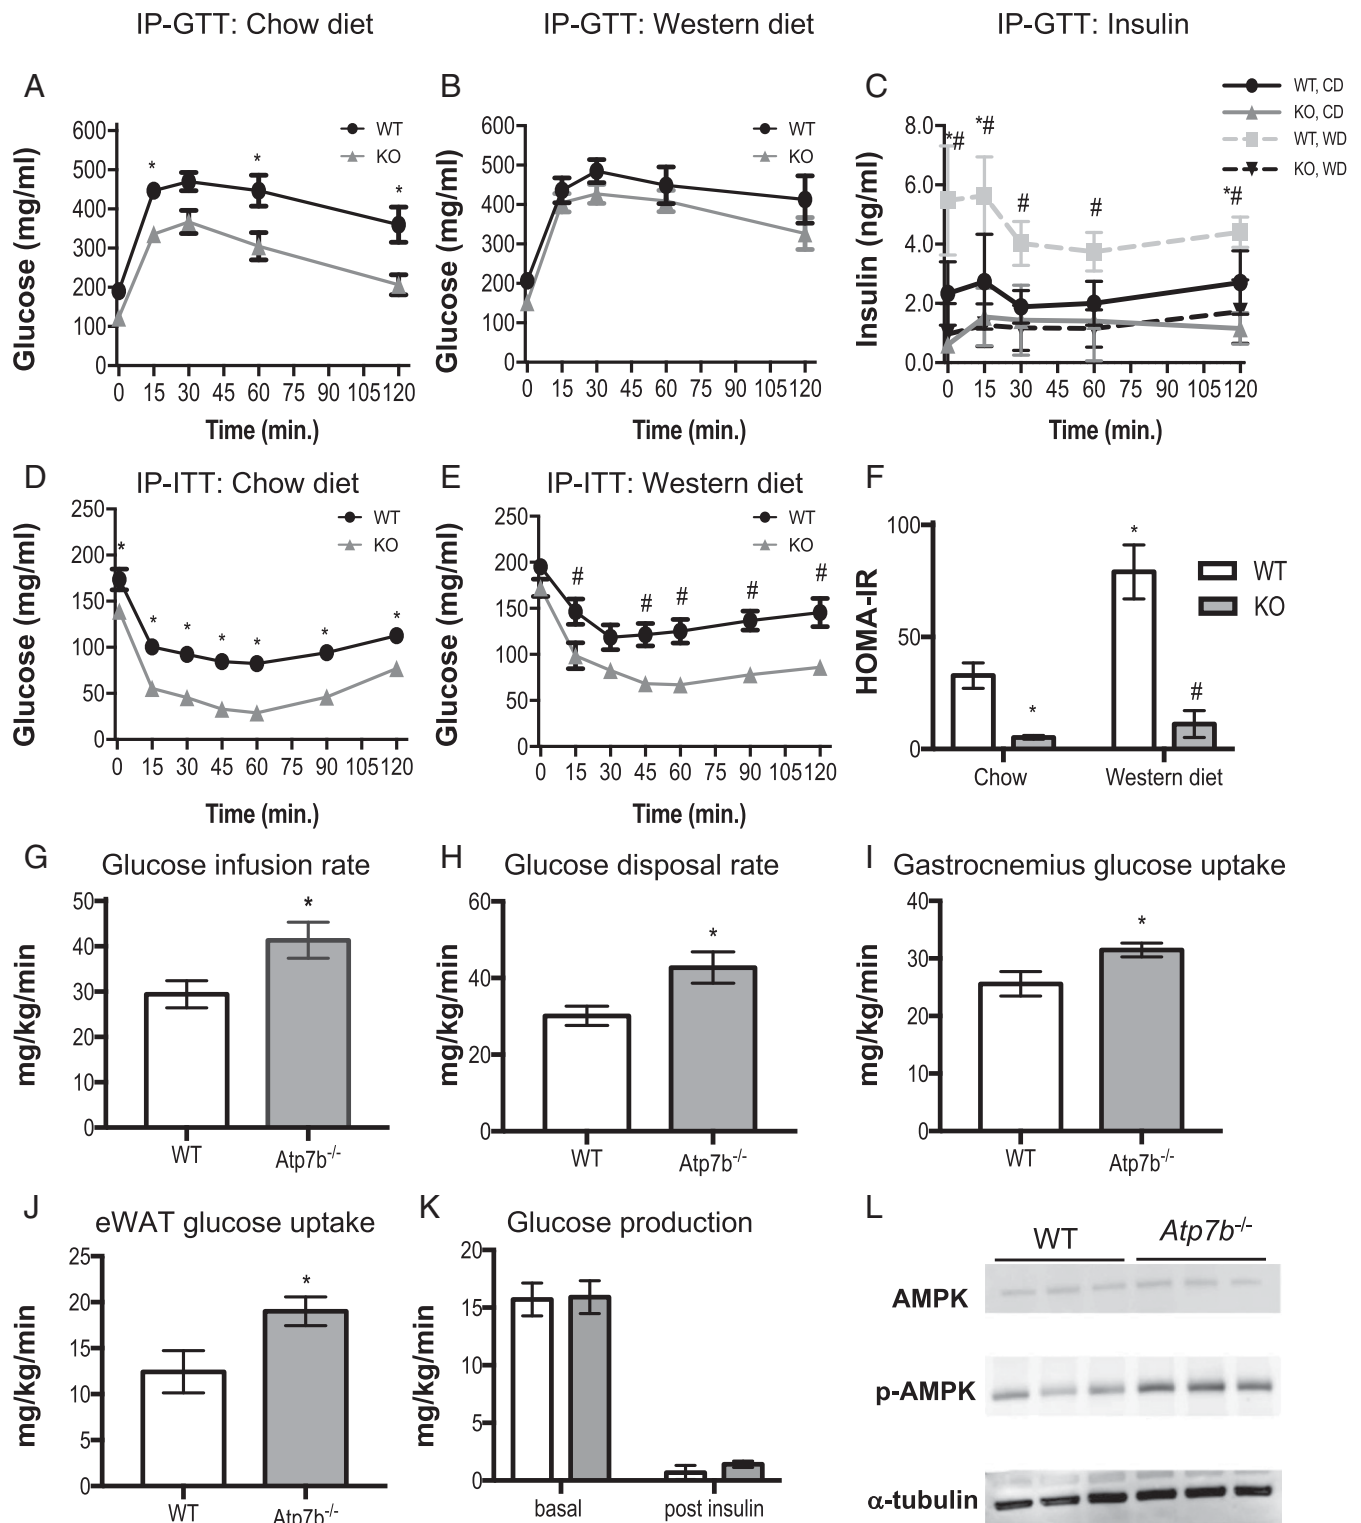 IP-GTT: Chow diet
IP-GTT: Western diet
IP-GTT: Insulin
A
Glucose (mg/ml)
600
500
400
300
200
100
0
0 15 30 45 60 75 90 105 120
Time (min.)
WT
KO
* * *
B
Glucose (mg/ml)
600
500
400
300
200
100
0
0 15 30 45 60 75 90 105 120
Time (min.)
WT
KO
C
Insulin (ng/ml)
8.0
6.0
4.0
2.0
0.0
0 15 30 45 60 75 90 105 120
Time (min.)
*# *# # # *#
WT, CD
KO, CD
WT, WD
KO, WD
D
IP-ITT: Chow diet
Glucose (mg/ml)
250
200
150
100
50
0
0 15 30 45 60 75 90 105 120
Time (min.)
WT
KO
* * * * * * *
E
IP-ITT: Western diet
Glucose (mg/ml)
250
200
150
100
50
0
0 15 30 45 60 75 90 105 120
Time (min.)
WT
KO
# # # # #
F
HOMA-IR
100
50
0
* * #
Chow
Western diet
WT
KO
G
Glucose infusion rate
mg/kg/min
50
40
30
20
10
0
*
WT
Atp7b-/-
H
Glucose disposal rate
mg/kg/min
60
40
20
0
*
WT
Atp7b-/-
I
Gastrocnemius glucose uptake
mg/kg/min
40
30
20
10
0
*
WT
Atp7b-/-
J
eWAT glucose uptake
mg/kg/min
25
20
15
10
5
0
*
WT
Atp7b-/-
K
Glucose production
mg/kg/min
20
15
10
5
0
basal
post insulin
L
WT
Atp7b-/-
AMPK
p-AMPK
α-tubulin